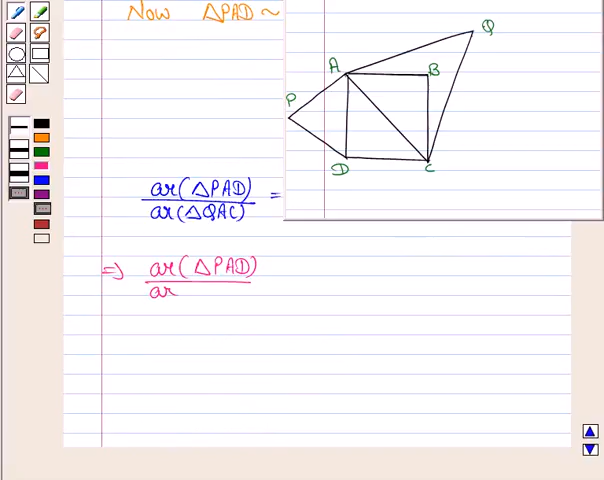 Now △PAD ~
Q
A
B
P
D
C
ar(△PAD)
ar(△QAC)
=
⇒ ar(△PAD)
ar